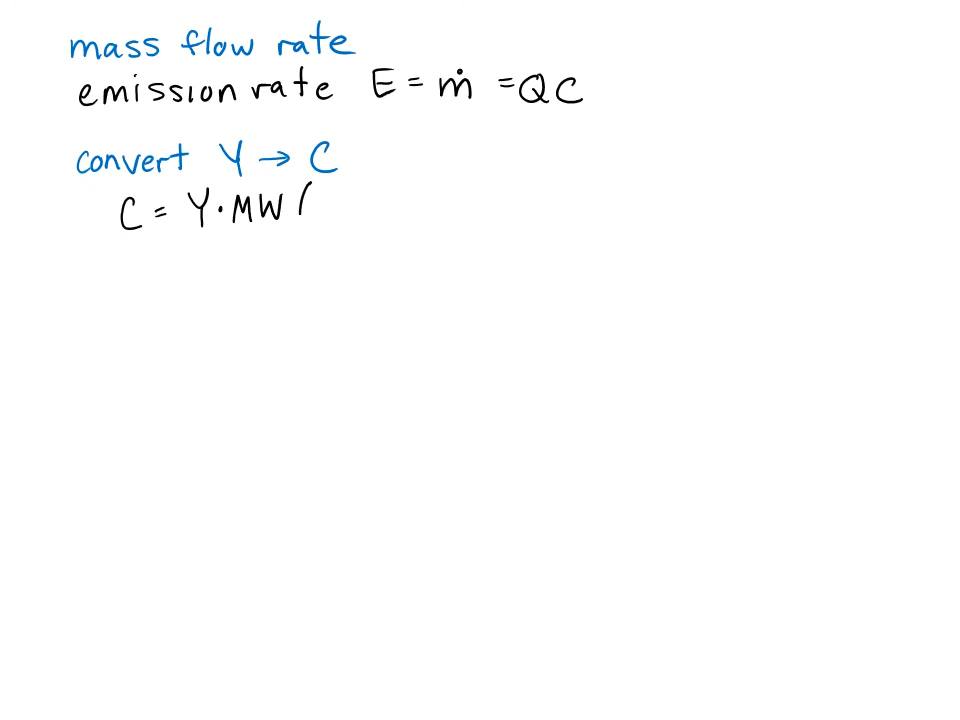 mass flow rate
emission rate E = ṁ = QC
convert Y → C
C = Y · MW (